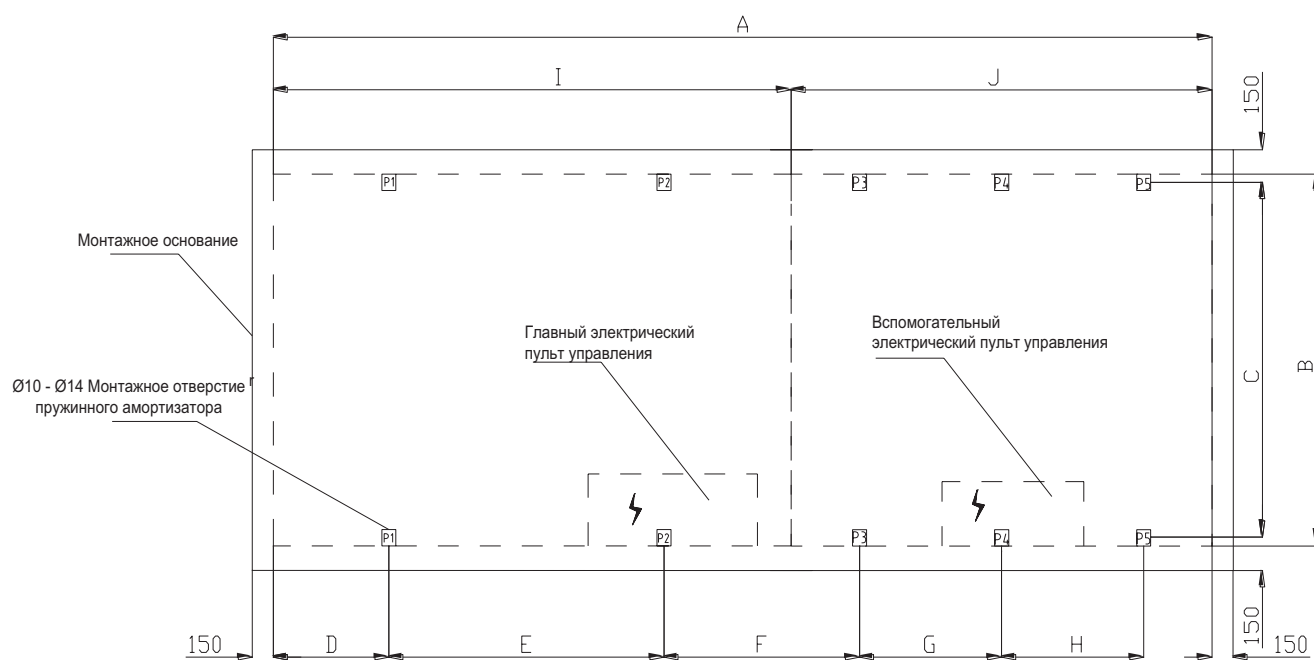 A
I
J
150
P1
P2
P3
P4
P5
Монтажное основание
Главный электрический
пульт управления
Вспомогательный
электрический пульт управления
C
B
Ø10 - Ø14 Монтажное отверстие
пружинного амортизатора
P1
P2
P3
P4
P5
150
D
E
F
G
H
150
150